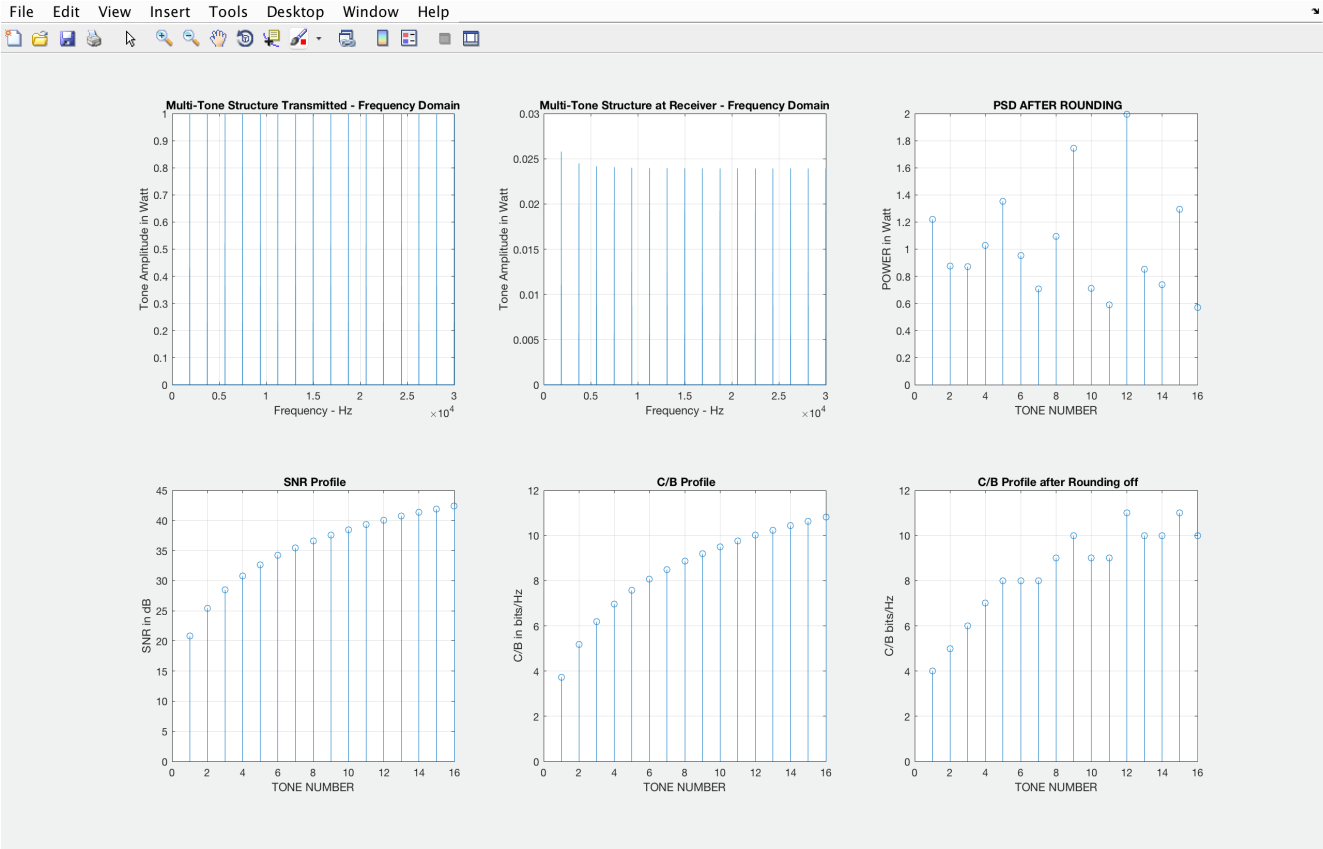 File Edit View Insert Tools Desktop Window Help
Multi-Tone Structure Transmitted - Frequency Domain
Tone Amplitude in Watt
1
0.9
0.8
0.7
0.6
0.5
0.4
0.3
0.2
0.1
0
0 0.5 1 1.5 2 2.5 3
Frequency - Hz
×10^4
Multi-Tone Structure at Receiver - Frequency Domain
Tone Amplitude in Watt
0.03
0.025
0.02
0.015
0.01
0.005
0
0 0.5 1 1.5 2 2.5 3
Frequency - Hz
×10^4
PSD AFTER ROUNDING
POWER in Watt
2
1.8
1.6
1.4
1.2
1
0.8
0.6
0.4
0.2
0
0 2 4 6 8 10 12 14 16
TONE NUMBER
SNR Profile
SNR in dB
45
40
35
30
25
20
15
10
5
0
0 2 4 6 8 10 12 14 16
TONE NUMBER
C/B Profile
C/B in bits/Hz
12
10
8
6
4
2
0
0 2 4 6 8 10 12 14 16
TONE NUMBER
C/B Profile after Rounding off
C/B bits/Hz
12
10
8
6
4
2
0
0 2 4 6 8 10 12 14 16
TONE NUMBER